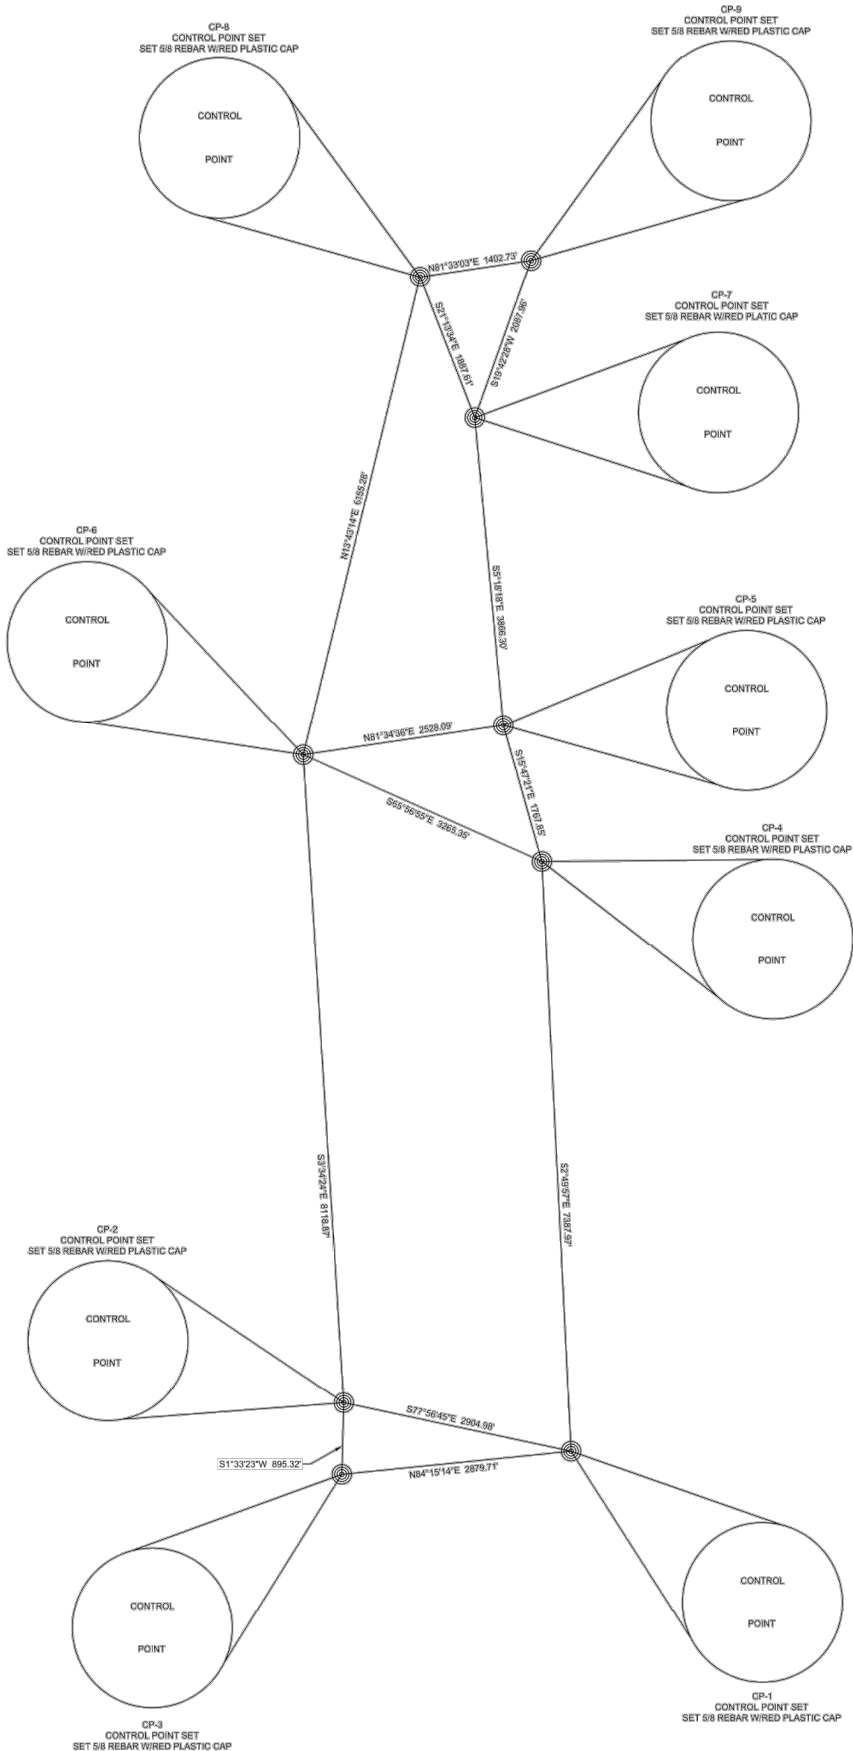 CP-9
CONTROL POINT SET
SET 5/8 REBAR W/RED PLASTIC CAP
CONTROL
POINT
CP-8
CONTROL POINT SET
SET 5/8 REBAR W/RED PLASTIC CAP
CONTROL
POINT
N81°33'03"E 1402.73'
S21°13'34"E 1887.61'
S19°42'28"W 2087.96'
CP-7
CONTROL POINT SET
SET 5/8 REBAR W/RED PLATIC CAP
CONTROL
POINT
N13°43'14"E 6155.28'
CP-6
CONTROL POINT SET
SET 5/8 REBAR W/RED PLASTIC CAP
CONTROL
POINT
S5°18'18"E 3866.30'
CP-5
CONTROL POINT SET
SET 5/8 REBAR W/RED PLASTIC CAP
CONTROL
POINT
N81°34'36"E 2528.09'
S15°47'21"E 1767.85'
S65°56'55"E 3265.35'
CP-4
CONTROL POINT SET
SET 5/8 REBAR W/RED PLASTIC CAP
CONTROL
POINT
S3°34'24"E 8118.87'
S2°49'57"E 7387.97'
CP-2
CONTROL POINT SET
SET 5/8 REBAR W/RED PLASTIC CAP
CONTROL
POINT
S77°56'45"E 2904.98'
S1°33'23"W 895.32'
N84°15'14"E 2879.71'
CONTROL
POINT
CP-3
CONTROL POINT SET
SET 5/8 REBAR W/RED PLASTIC CAP
CONTROL
POINT
CP-1
CONTROL POINT SET
SET 5/8 REBAR W/RED PLASTIC CAP